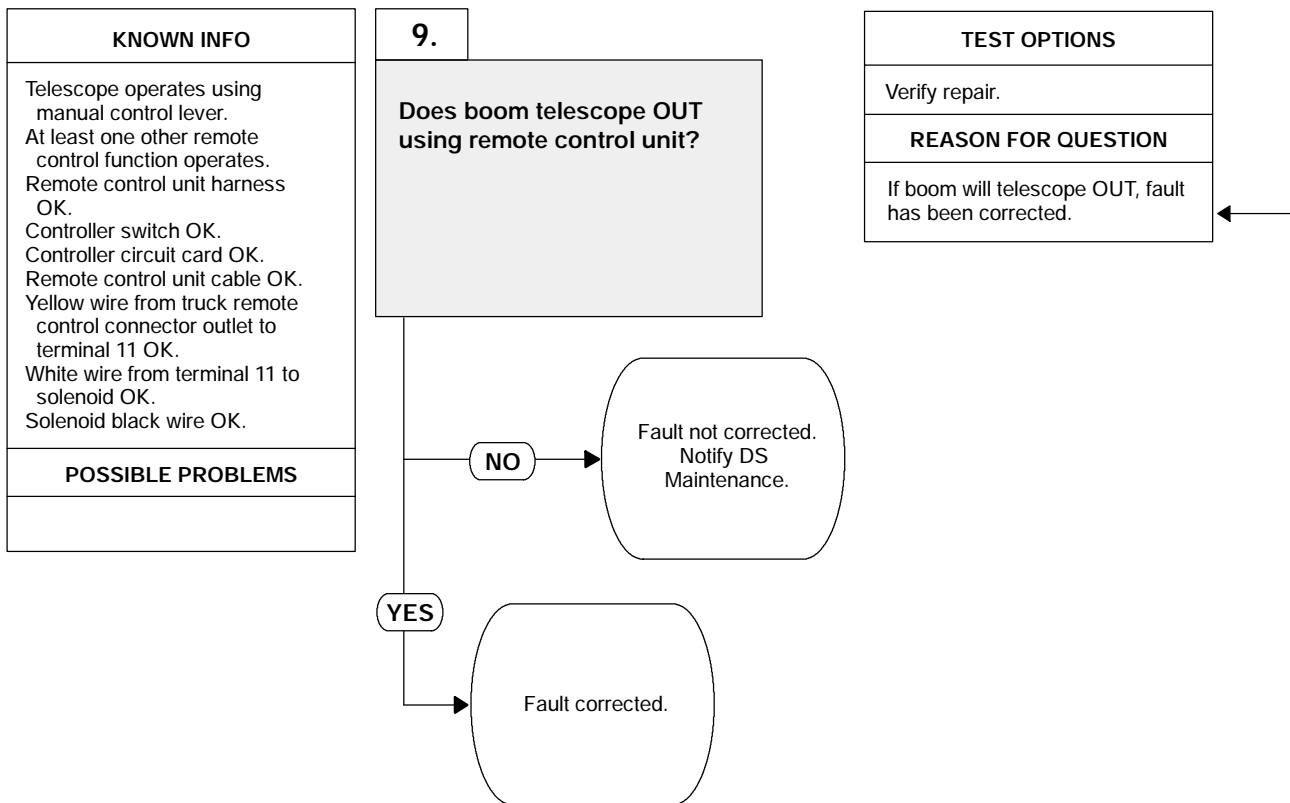 KNOWN INFO
Telescope operates using
manual control lever.
At least one other remote
control function operates.
Remote control unit harness
OK.
Controller switch OK.
Controller circuit card OK.
Remote control unit cable OK.
Yellow wire from truck remote
control connector outlet to
terminal 11 OK.
White wire from terminal 11 to
solenoid OK.
Solenoid black wire OK.
POSSIBLE PROBLEMS
9.
Does boom telescope OUT
using remote control unit?
TEST OPTIONS
Verify repair.
REASON FOR QUESTION
If boom will telescope OUT, fault
has been corrected.
NO
Fault not corrected.
Notify DS
Maintenance.
YES
Fault corrected.